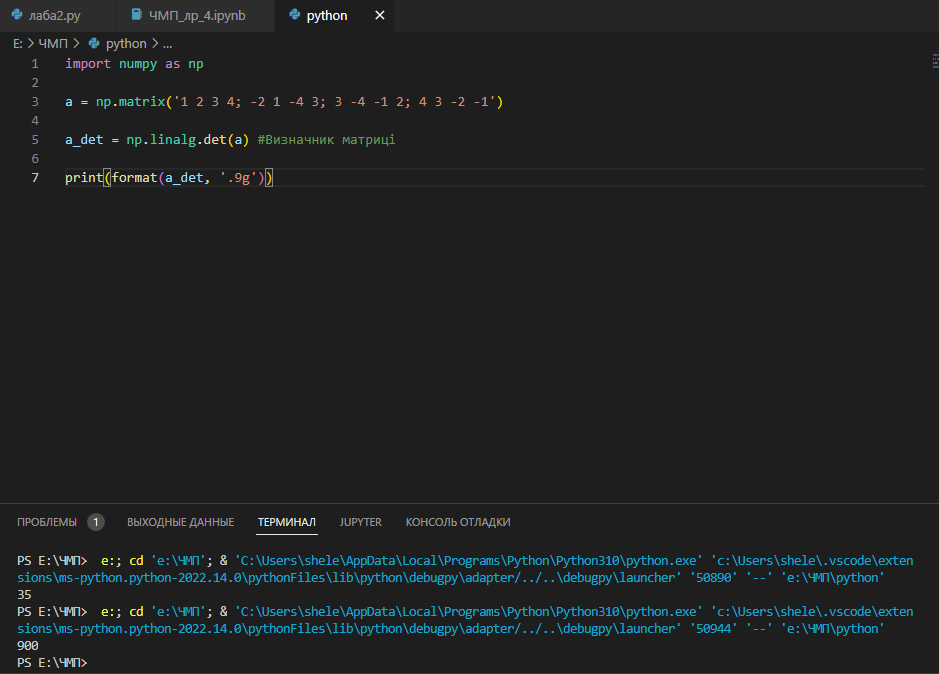 лаба2.py ЧМП_лр_4.ipynb python
E: > ЧМП > python > ...
1 import numpy as np
2
3 a = np.matrix('1 2 3 4; -2 1 -4 3; 3 -4 -1 2; 4 3 -2 -1')
4
5 a_det = np.linalg.det(a) #Визначник матриці
6
7 print(format(a_det, '.9g'))
ПРОБЛЕМЫ 1 ВЫХОДНЫЕ ДАННЫЕ ТЕРМИНАЛ JUPYTER КОНСОЛЬ ОТЛАДКИ
PS E:\ЧМП> e:; cd 'e:\ЧМП'; & 'C:\Users\shele\AppData\Local\Programs\Python\Python310\python.exe' 'c:\Users\shele\.vscode\exten
sions\ms-python.python-2022.14.0\pythonFiles\lib\python\debugpy\adapter/../..\debugpy\launcher' '50890' '--' 'e:\ЧМП\python'
35
PS E:\ЧМП> e:; cd 'e:\ЧМП'; & 'C:\Users\shele\AppData\Local\Programs\Python\Python310\python.exe' 'c:\Users\shele\.vscode\exten
sions\ms-python.python-2022.14.0\pythonFiles\lib\python\debugpy\adapter/../..\debugpy\launcher' '50944' '--' 'e:\ЧМП\python'
900
PS E:\ЧМП>